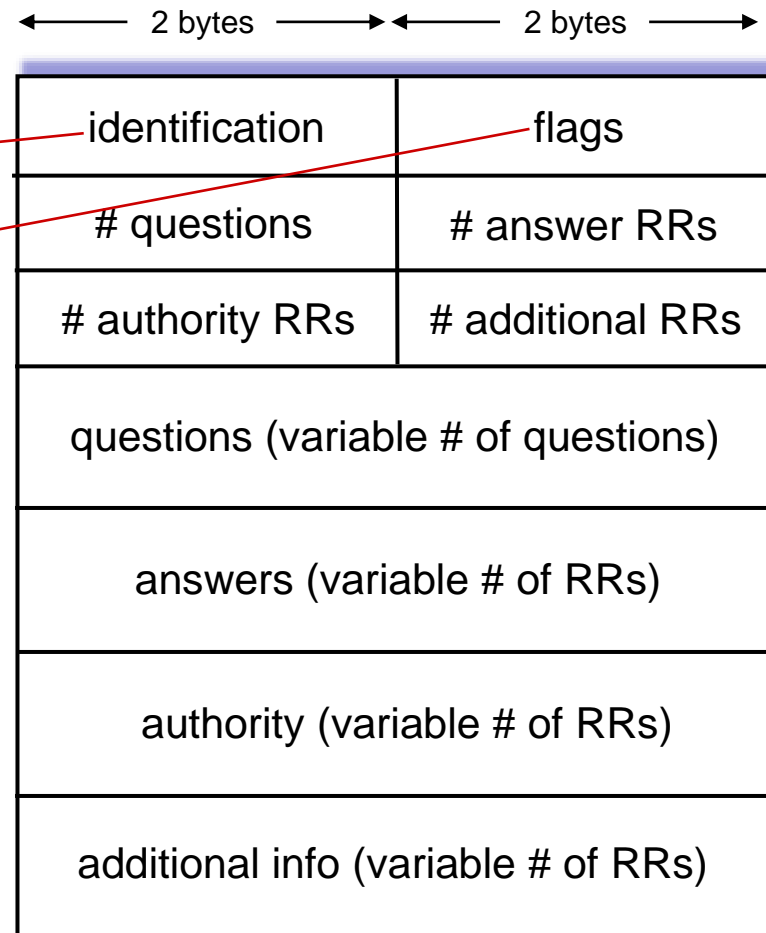 2 bytes 2 bytes
identification flags
# questions # answer RRs
# authority RRs # additional RRs
questions (variable # of questions)
answers (variable # of RRs)
authority (variable # of RRs)
additional info (variable # of RRs)